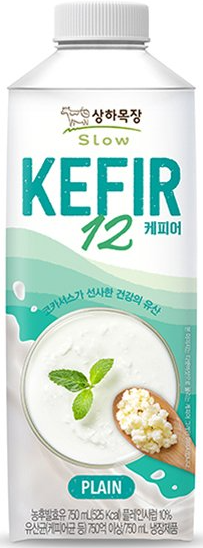 상하목장
Slow
KEFIR
12 케피어
코카서스가 선사한 건강의 유산
PLAIN
농후발효유 750 mL(525 Kcal) 플레인시럽 10%
유산균(케피어균 등) 750억 이상/750 mL 냉장제품